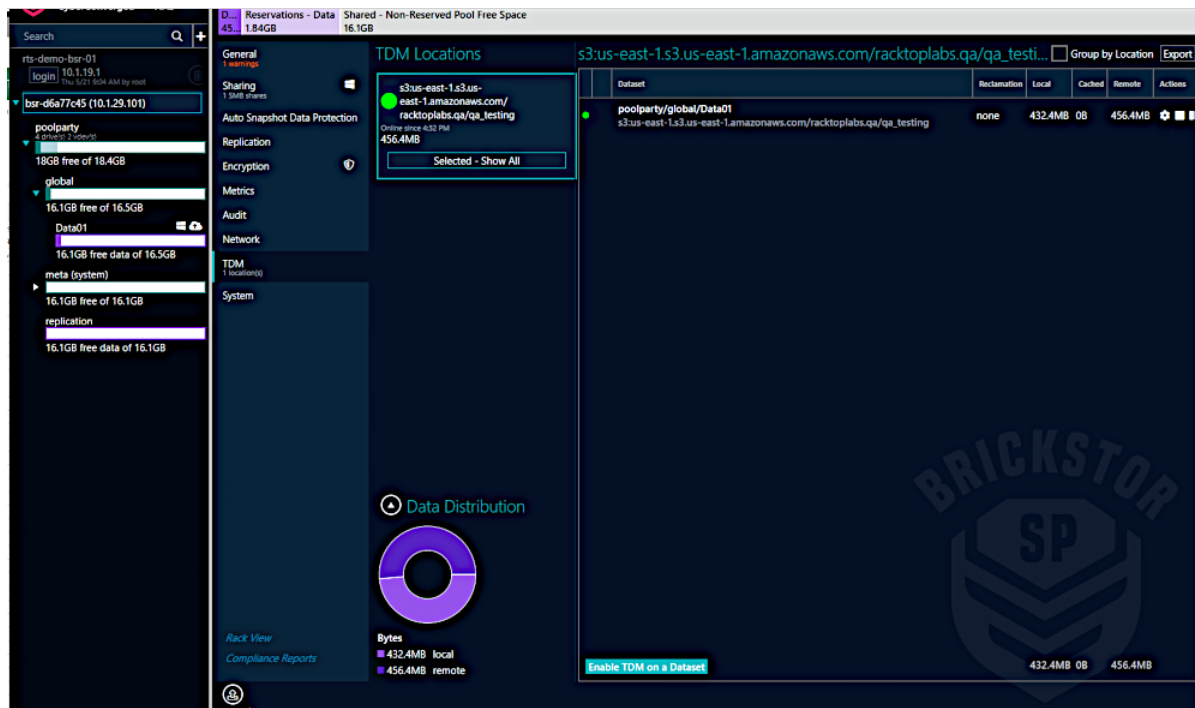 D... Reservations - Data Shared - Non-Reserved Pool Free Space
45... 1.84GB 16.1GB
Search
rts-demo-bsr-01
login 10.1.19.1
Thu 5/21 9:04 AM by root
bsr-d6a77c45 (10.1.29.101)
poolparty
4 drive(s) 2 vdev(s)
18GB free of 18.4GB
global
16.1GB free of 16.5GB
Data01
16.1GB free data of 16.5GB
meta (system)
16.1GB free of 16.1GB
replication
16.1GB free data of 16.1GB
General
1 warnings
Sharing
1 SMB shares
Auto Snapshot Data Protection
Replication
Encryption
Metrics
Audit
Network
TDM
1 location(s)
System
Rack View
Compliance Reports
TDM Locations
s3:us-east-1.s3.us-
east-1.amazonaws.com/
racktoplabs.qa/qa_testing
Online since 4:32 PM
456.4MB
Selected - Show All
Data Distribution
Bytes
432.4MB local
456.4MB remote
s3:us-east-1.s3.us-east-1.amazonaws.com/racktoplabs.qa/qa_testi... Group by Location Export
Dataset Reclamation Local Cached Remote Actions
poolparty/global/Data01 none 432.4MB 0B 456.4MB
s3:us-east-1.s3.us-east-1.amazonaws.com/racktoplabs.qa/qa_testing
BRICKSTOR
SP
Enable TDM on a Dataset 432.4MB 0B 456.4MB